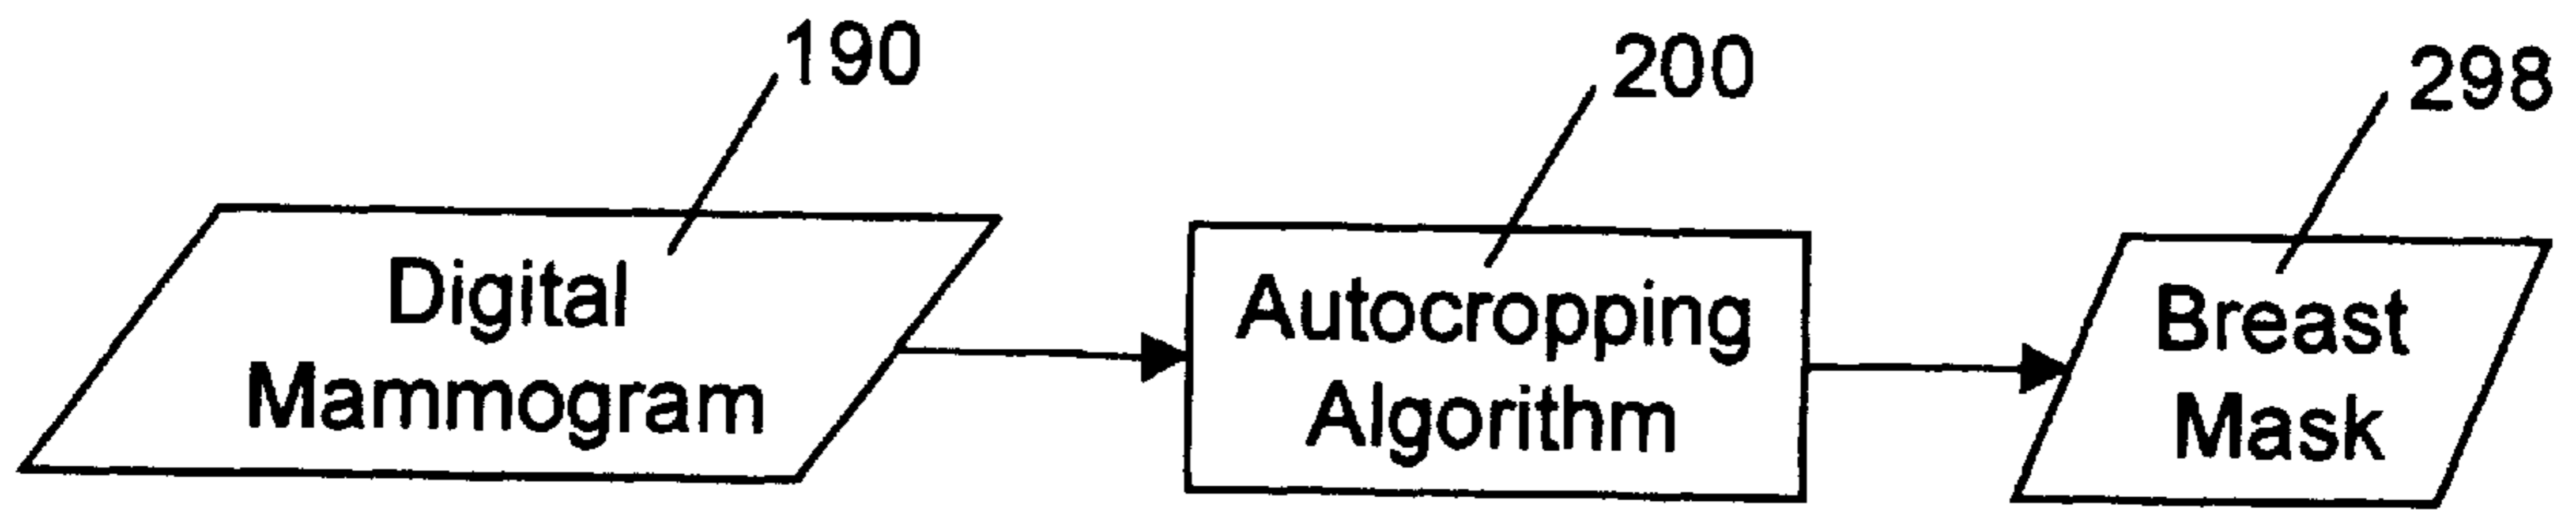 190
200
298
Digital
Mammogram
Autocropping
Algorithm
Breast
Mask